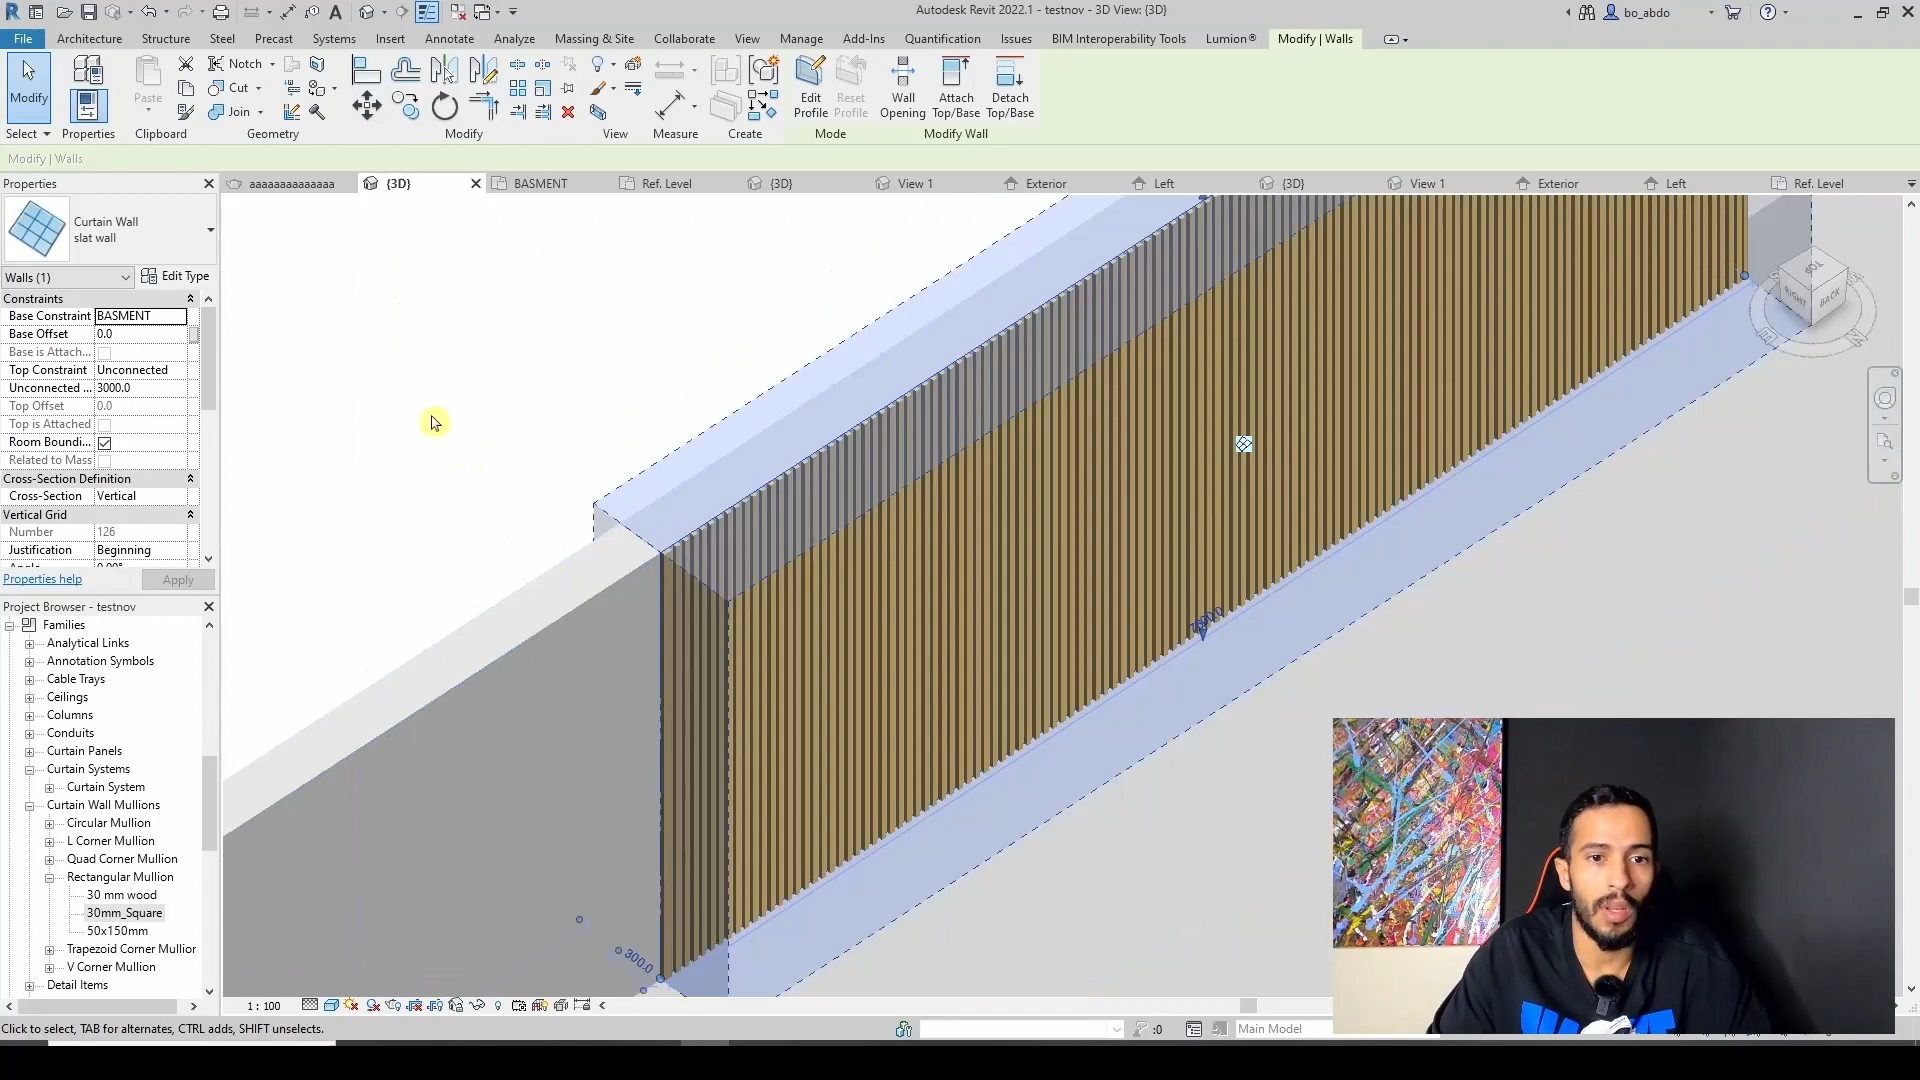 Autodesk Revit 2022.1 - testnov - 3D View: {3D}
bo_abdo
File Architecture Structure Steel Precast Systems Insert Annotate Analyze Massing & Site Collaborate View Manage Add-Ins Quantification Issues BIM Interoperability Tools Lumion® Modify | Walls
Modify
Paste
Notch
Cut
Join
Edit Profile
Reset Profile
Wall Opening
Attach Top/Base
Detach Top/Base
Select Properties Clipboard Geometry Modify View Measure Create Mode Modify Wall
Modify | Walls
Properties
aaaaaaaaaaaaaa {3D} BASMENT Ref. Level {3D} View 1 Exterior Left {3D} View 1 Exterior Left Ref. Level
Curtain Wall
slat wall
Walls (1) Edit Type
Constraints
Base Constraint BASMENT
Base Offset 0.0
Base is Attach...
Top Constraint Unconnected
Unconnected ... 3000.0
Top Offset 0.0
Top is Attached
Room Boundi...
Related to Mass
Cross-Section Definition
Cross-Section Vertical
Vertical Grid
Number 126
Justification Beginning
Properties help Apply
Project Browser - testnov
Families
Analytical Links
Annotation Symbols
Cable Trays
Ceilings
Columns
Conduits
Curtain Panels
Curtain Systems
Curtain System
Curtain Wall Mullions
Circular Mullion
L Corner Mullion
Quad Corner Mullion
Rectangular Mullion
30 mm wood
30mm_Square
50x150mm
Trapezoid Corner Mullior
V Corner Mullion
Detail Items
TOP
RIGHT
BACK
300.0
1 : 100
Click to select, TAB for alternates, CTRL adds, SHIFT unselects.
:0
Main Model